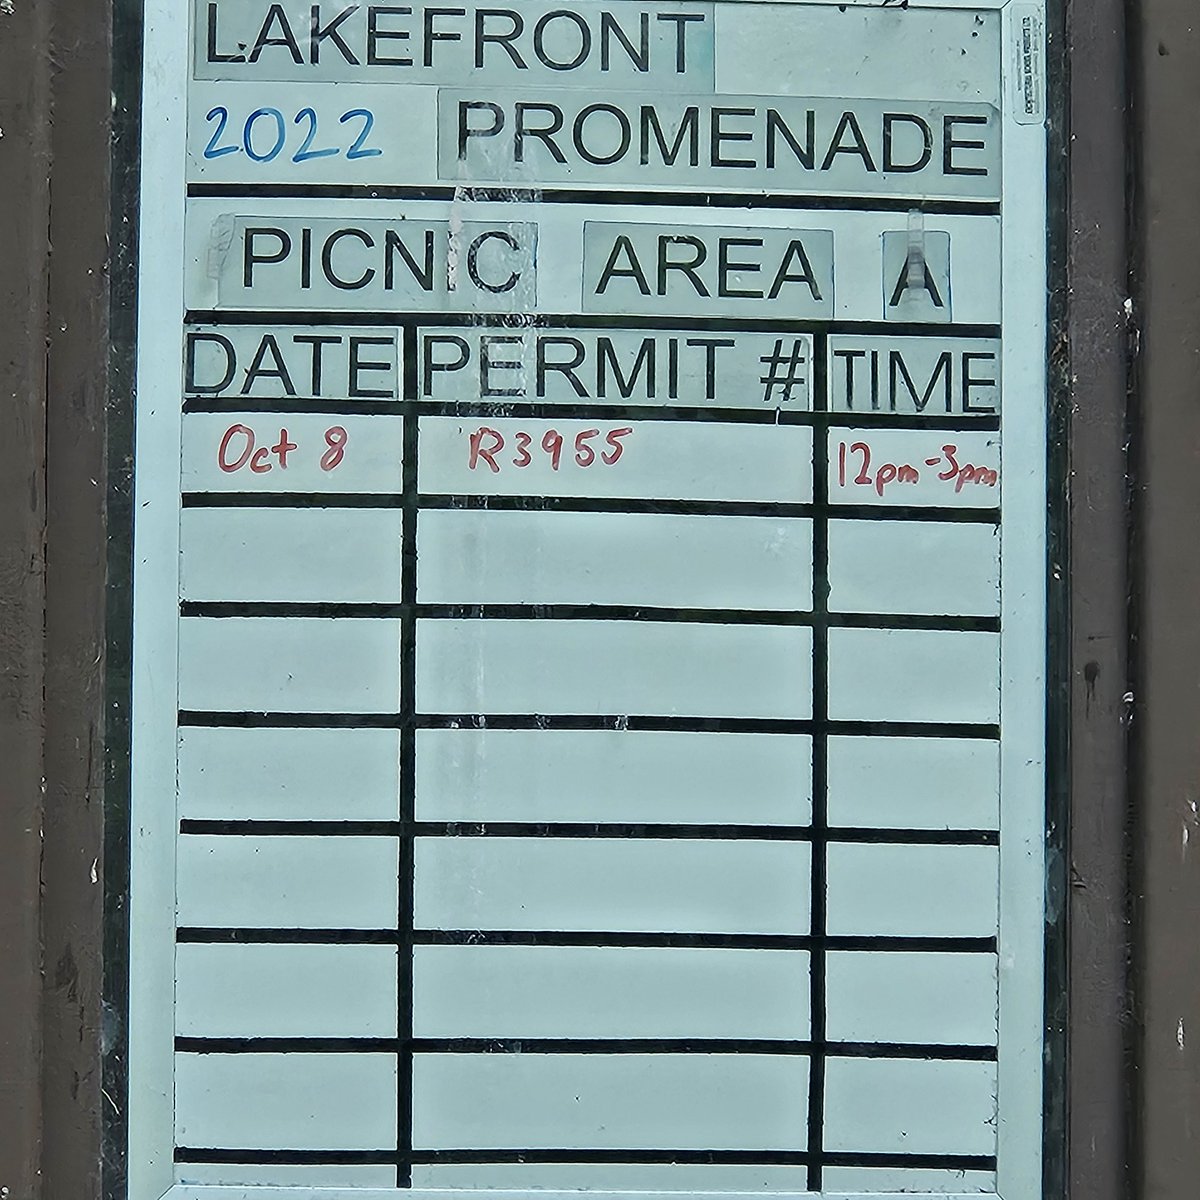 LAKEFRONT
2022 PROMENADE
PICNIC AREA A
DATE PERMIT # TIME
Oct 8 R3955 12pm-3pm